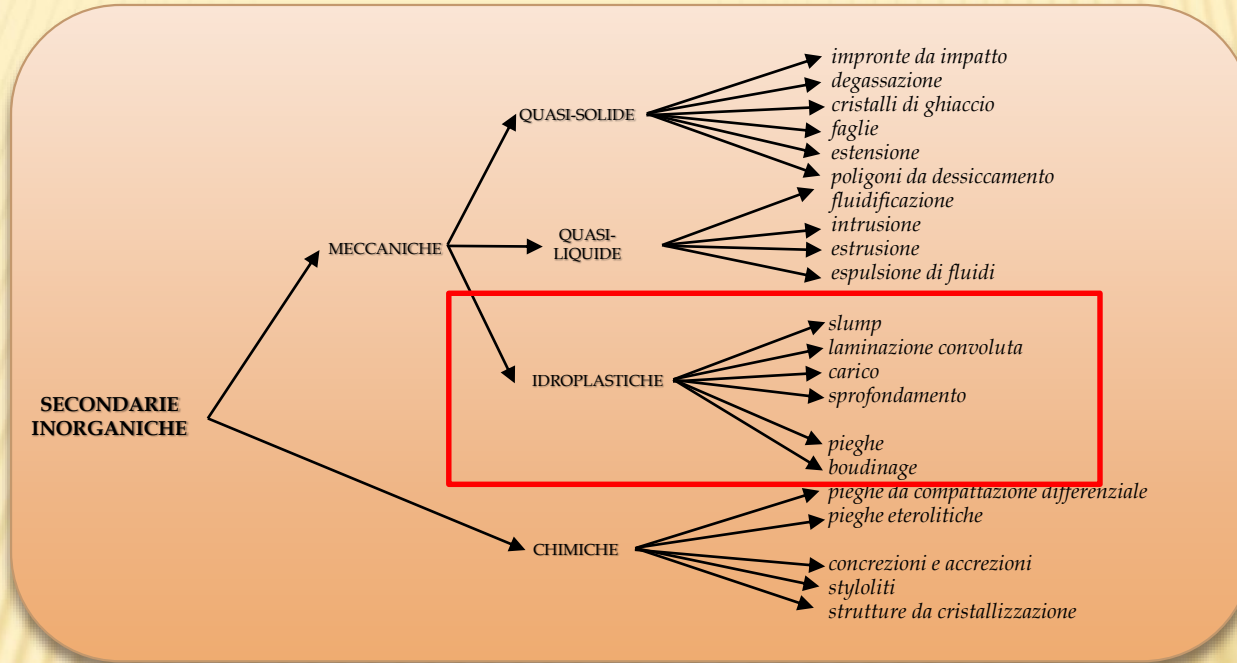 SECONDARIE
INORGANICHE
MECCANICHE
QUASI-SOLIDE
impronte da impatto
degassazione
cristalli di ghiaccio
faglie
estensione
poligoni da dessiccamento
QUASI-
LIQUIDE
fluidificazione
intrusione
estrusione
espulsione di fluidi
IDROPLASTICHE
slump
laminazione convoluta
carico
sprofondamento
pieghe
boudinage
CHIMICHE
pieghe da compattazione differenziale
pieghe eterolitiche
concrezioni e accrezioni
styloliti
strutture da cristallizzazione